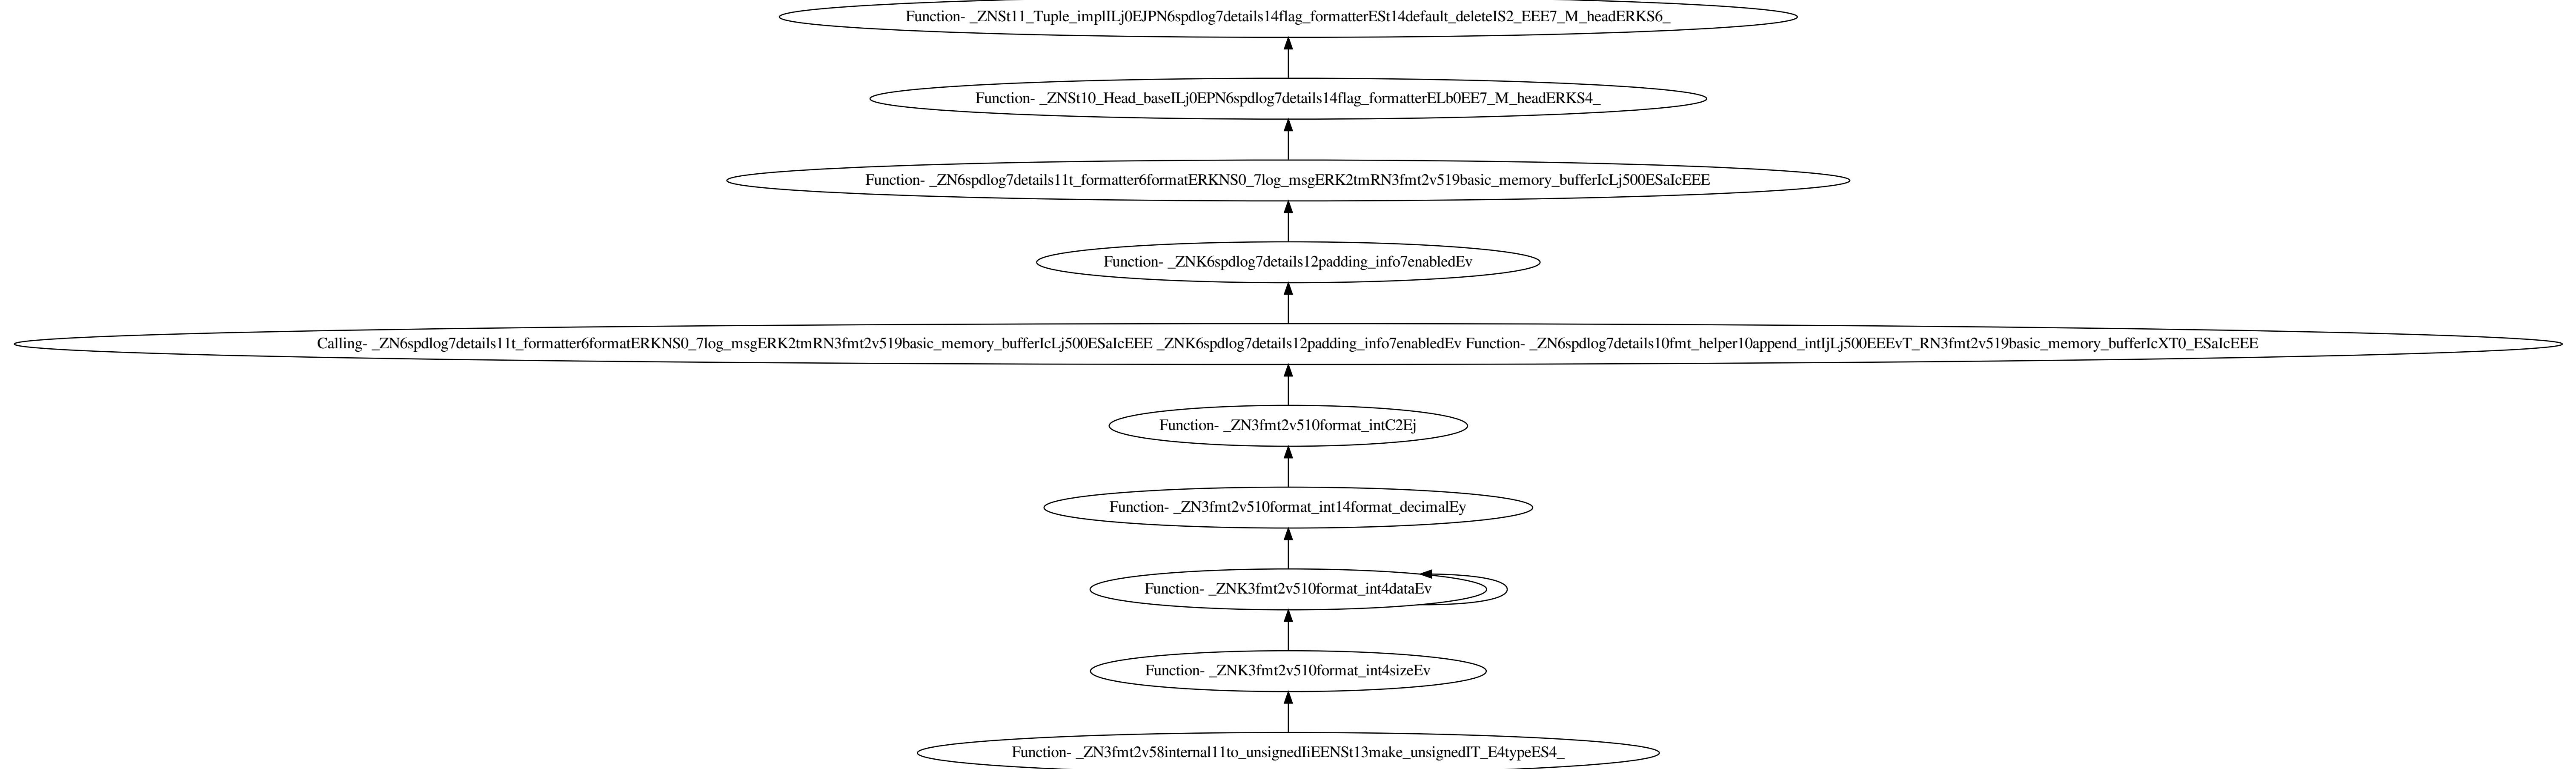 Function- _ZNSt11_Tuple_implILj0EJPN6spdlog7details14flag_formatterESt14default_deleteIS2_EEE7_M_headERKS6_
Function- _ZNSt10_Head_baseILj0EPN6spdlog7details14flag_formatterELb0EE7_M_headERKS4_
Function- _ZN6spdlog7details11t_formatter6formatERKNS0_7log_msgERK2tmRN3fmt2v519basic_memory_bufferIcLj500ESaIcEEE
Function- _ZNK6spdlog7details12padding_info7enabledEv
Calling- _ZN6spdlog7details11t_formatter6formatERKNS0_7log_msgERK2tmRN3fmt2v519basic_memory_bufferIcLj500ESaIcEEE _ZNK6spdlog7details12padding_info7enabledEv Function- _ZN6spdlog7details10fmt_helper10append_intIjLj500EEEvT_RN3fmt2v519basic_memory_bufferIcXT0_ESaIcEEE
Function- _ZN3fmt2v510format_intC2Ej
Function- _ZN3fmt2v510format_int14format_decimalEy
Function- _ZNK3fmt2v510format_int4dataEv
Function- _ZNK3fmt2v510format_int4sizeEv
Function- _ZN3fmt2v58internal11to_unsignedIiEENSt13make_unsignedIT_E4typeES4_